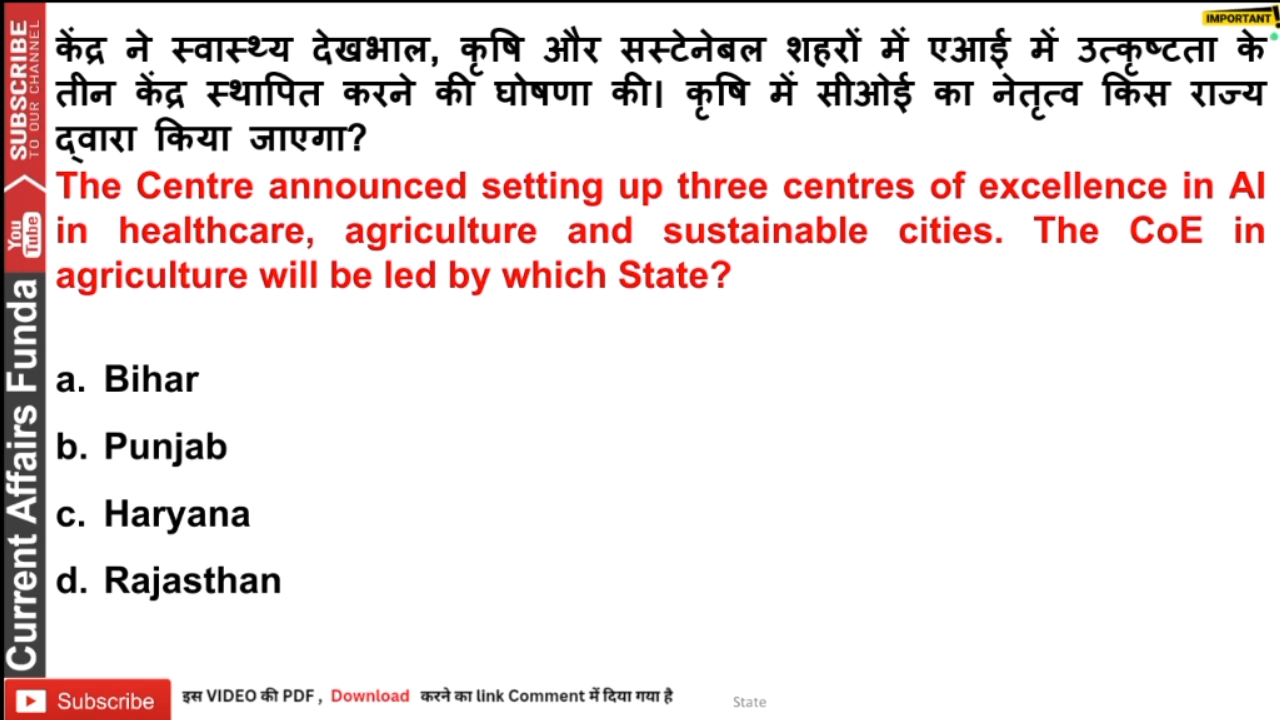 IMPORTANT
केंद्र ने स्वास्थ्य देखभाल, कृषि और सस्टेनेबल शहरों में एआई में उत्कृष्टता के
तीन केंद्र स्थापित करने की घोषणा की। कृषि में सीओई का नेतृत्व किस राज्य
द्वारा किया जाएगा?
The Centre announced setting up three centres of excellence in AI
in healthcare, agriculture and sustainable cities. The CoE in
agriculture will be led by which State?
a. Bihar
b. Punjab
c. Haryana
d. Rajasthan
SUBSCRIBE
TO OUR CHANNEL
You
Tube
Current Affairs Funda
Subscribe
इस VIDEO की PDF , Download करने का link Comment में दिया गया है
State